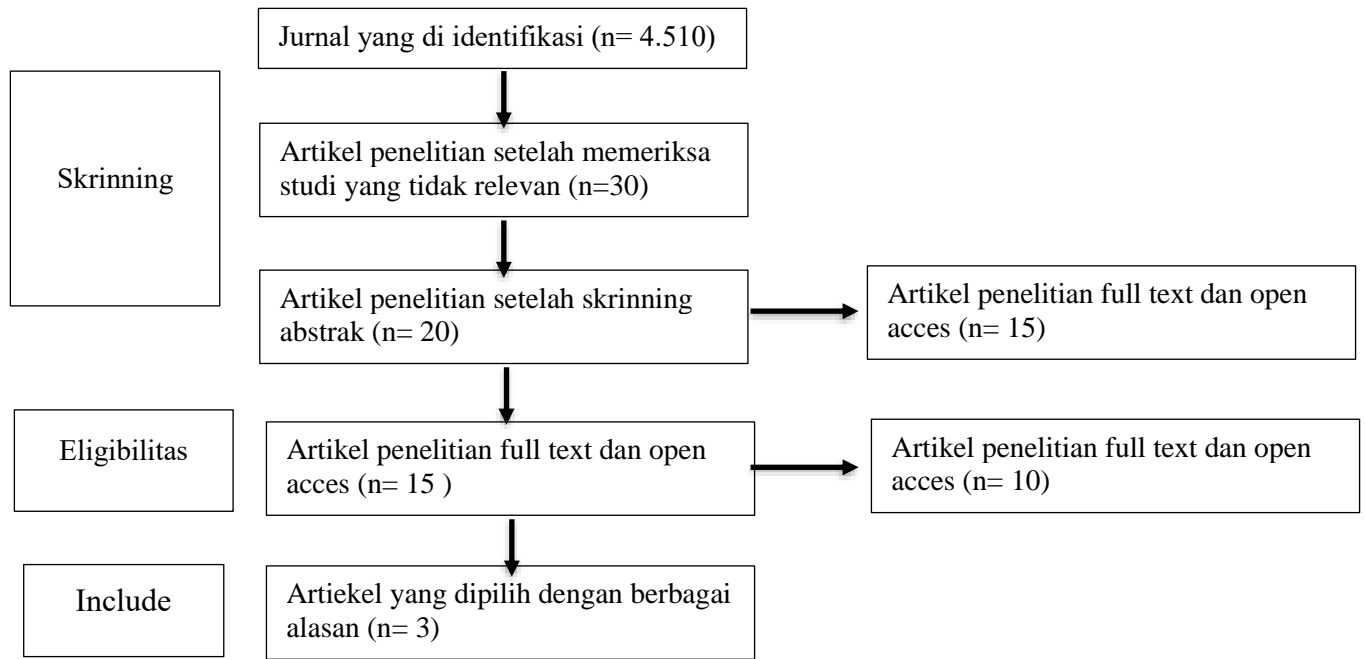 Jurnal yang di identifikasi (n= 4.510)
Skrinning
Artikel penelitian setelah memeriksa
studi yang tidak relevan (n=30)
Artikel penelitian setelah skrinning
abstrak (n= 20)
Artikel penelitian full text dan open
acces (n= 15)
Eligibilitas
Artikel penelitian full text dan open
acces (n= 15 )
Artikel penelitian full text dan open
acces (n= 10)
Include
Artiekel yang dipilih dengan berbagai
alasan (n= 3)